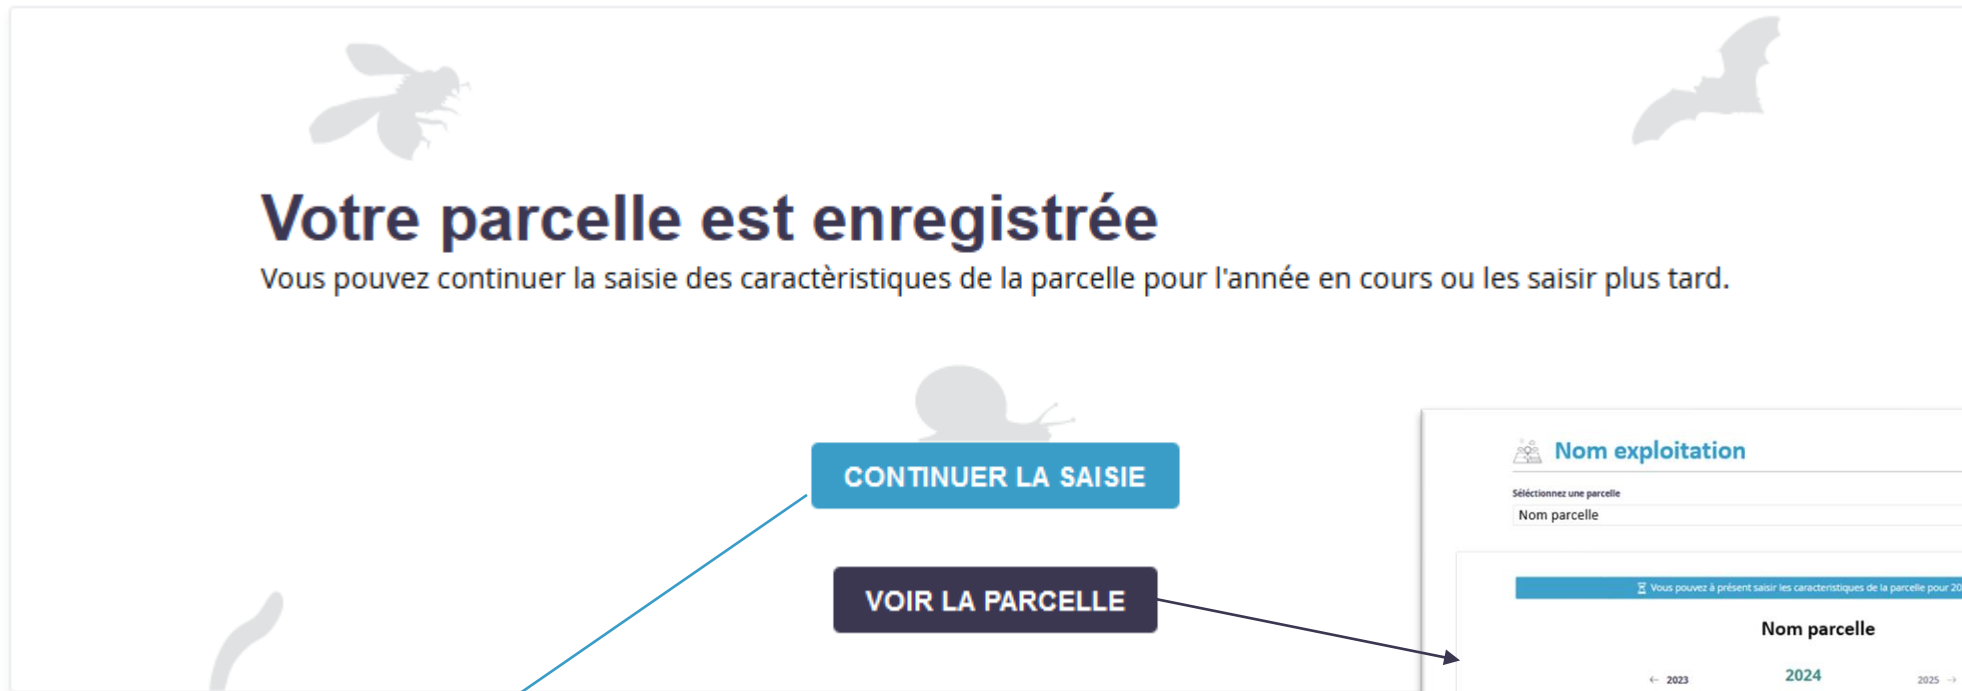 Votre parcelle est enregistrée
Vous pouvez continuer la saisie des caractèristiques de la parcelle pour l'année en cours ou les saisir plus tard.
CONTINUER LA SAISIE
VOIR LA PARCELLE
Nom exploitation
Séléctionnez une parcelle
Nom parcelle
Vous pouvez à présent saisir les caracteristiques de la parcelle pour 20
Nom parcelle
← 2023 2024 2025 →